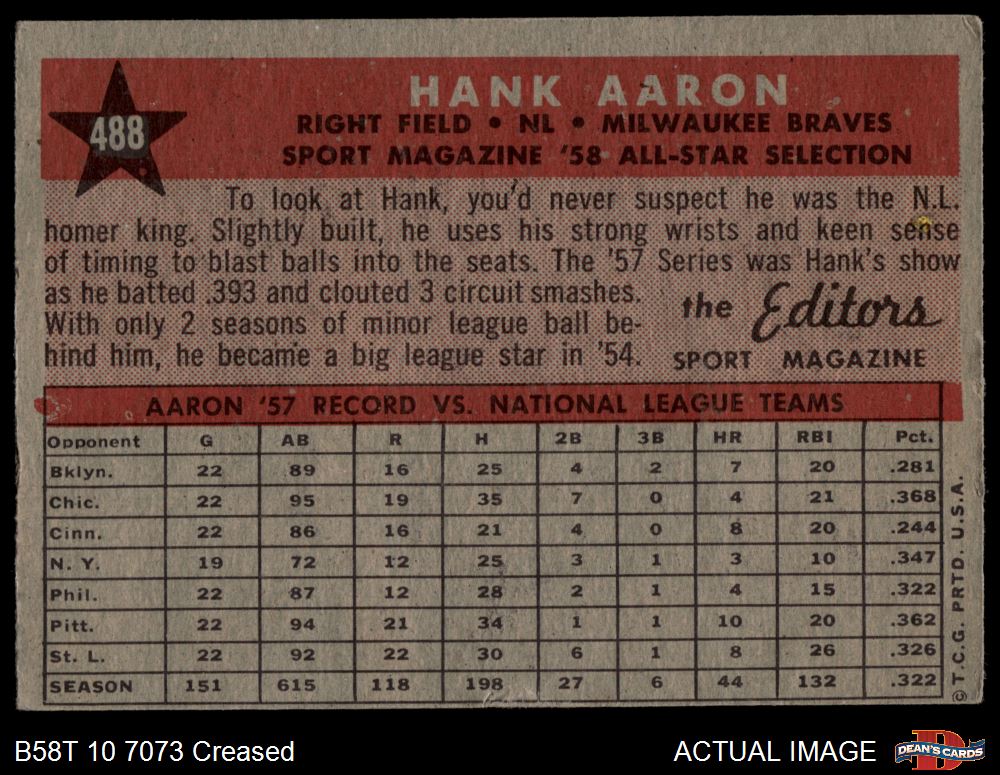 488
HANK AARON
RIGHT FIELD • NL • MILWAUKEE BRAVES
SPORT MAGAZINE '58 ALL-STAR SELECTION
To look at Hank, you'd never suspect he was the N.L.
homer king. Slightly built, he uses his strong wrists and keen sense
of timing to blast balls into the seats. The '57 Series was Hank's show
as he batted .393 and clouted 3 circuit smashes.
With only 2 seasons of minor league ball be-
hind him, he became a big league star in '54.
the Editors
SPORT MAGAZINE
AARON '57 RECORD VS. NATIONAL LEAGUE TEAMS
Opponent G AB R H 2B 3B HR RBI Pct.
Bklyn. 22 89 16 25 4 2 7 20 .281
Chic. 22 95 19 35 7 0 4 21 .368
Cinn. 22 86 16 21 4 0 8 20 .244
N. Y. 19 72 12 25 3 1 3 10 .347
Phil. 22 87 12 28 2 1 4 15 .322
Pitt. 22 94 21 34 1 1 10 20 .362
St. L. 22 92 22 30 6 1 8 26 .326
SEASON 151 615 118 198 27 6 44 132 .322
© T.C.G. PRTD. U.S.A.
B58T 10 7073 Creased
ACTUAL IMAGE
DEAN'S CARDS